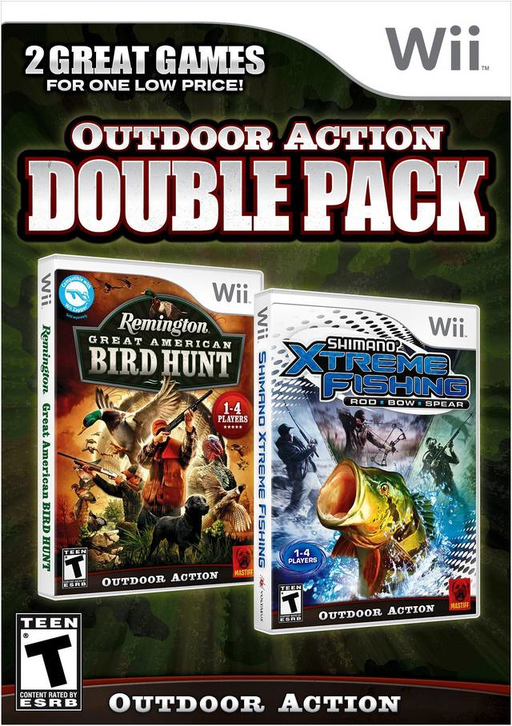 Wii™
2 GREAT GAMES
FOR ONE LOW PRICE!
OUTDOOR ACTION
DOUBLE PACK
Wii
Wii
Remington
GREAT AMERICAN
BIRD HUNT
1-4
PLAYERS
Remington Great American BIRD HUNT
TEEN
T
ESRB
OUTDOOR ACTION
MASTIFF
Wii
Wii
SHIMANO
XTREME
FISHING
ROD • BOW • SPEAR
SHIMANO XTREME FISHING
1-4
PLAYERS
TEEN
T
ESRB
OUTDOOR ACTION
MASTIFF
TEEN
T
CONTENT RATED BY
ESRB
OUTDOOR ACTION